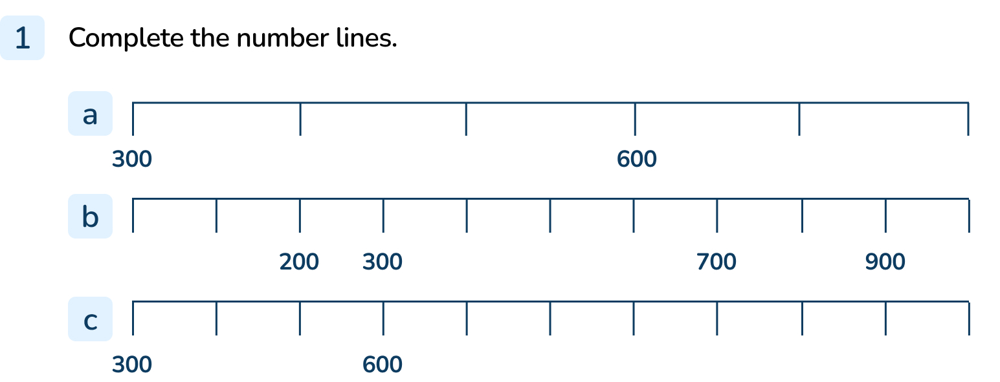 1 Complete the number lines.
a
300 600
b
200 300 700 900
c
300 600